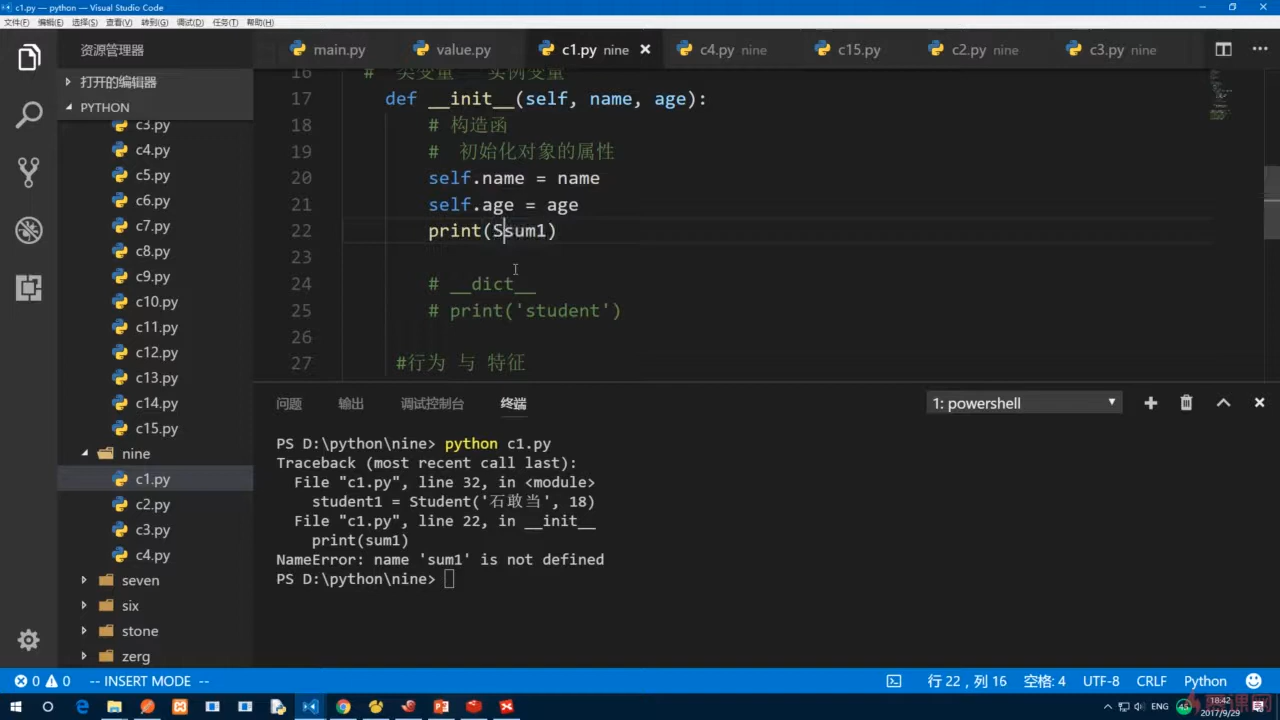 c1.py — python — Visual Studio Code
文件(F) 编辑(E) 选择(S) 查看(V) 转到(G) 调试(D) 任务(T) 帮助(H)
资源管理器
main.py
value.py
c1.py nine
c4.py nine
c15.py
c2.py nine
c3.py nine
打开的编辑器
PYTHON
c3.py
c4.py
c5.py
c6.py
c7.py
c8.py
c9.py
c10.py
c11.py
c12.py
c13.py
c14.py
c15.py
nine
c1.py
c2.py
c3.py
c4.py
seven
six
stone
zerg
16 # 类变量 实例变量
17 def __init__(self, name, age):
18 # 构造函
19 # 初始化对象的属性
20 self.name = name
21 self.age = age
22 print(Ssum1)
23
24 # __dict__
25 # print('student')
26
27 #行为 与 特征
问题 输出 调试控制台 终端 1: powershell
PS D:\python\nine> python c1.py
Traceback (most recent call last):
File "c1.py", line 32, in <module>
student1 = Student('石敢当', 18)
File "c1.py", line 22, in __init__
print(sum1)
NameError: name 'sum1' is not defined
PS D:\python\nine>
0 0 -- INSERT MODE -- 行 22，列 16 空格: 4 UTF-8 CRLF Python
ENG 45 18:42
2017/9/29